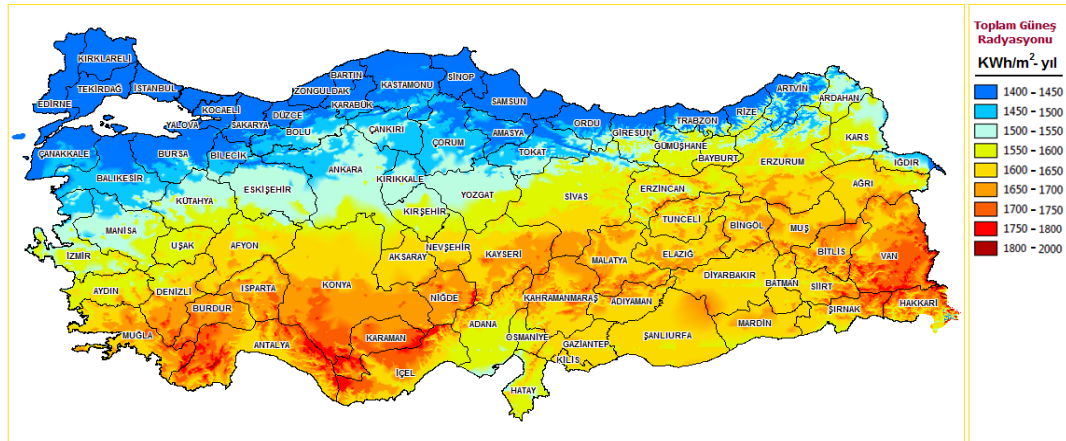 Toplam Güneş
Radyasyonu
KWh/m²- yıl
1400 - 1450
1450 - 1500
1500 - 1550
1550 - 1600
1600 - 1650
1650 - 1700
1700 - 1750
1750 - 1800
1800 - 2000
KIRKLARELİ
TEKİRDAĞ
İSTANBUL
EDİRNE
KOCAELİ
YALOVA
SAKARYA
DÜZCE
ZONGULDAK
BARTIN
KARABÜK
KASTAMONU
SİNOP
SAMSUN
BOLU
ÇANKIRI
ÇORUM
AMASYA
TOKAT
ORDU
GİRESUN
TRABZON
RİZE
ARTVİN
ARDAHAN
KARS
GÜMÜŞHANE
BAYBURT
ERZURUM
IĞDIR
AĞRI
ÇANAKKALE
BALIKESİR
BURSA
BİLECİK
ESKİŞEHİR
ANKARA
KIRIKKALE
YOZGAT
SİVAS
ERZİNCAN
TUNCELİ
BİNGÖL
MUŞ
KÜTAHYA
KIRŞEHİR
MANİSA
UŞAK
AFYON
NEVŞEHİR
AKSARAY
KAYSERİ
MALATYA
ELAZIĞ
BİTLİS
VAN
İZMİR
AYDIN
DENİZLİ
ISPARTA
BURDUR
KONYA
NİĞDE
KAHRAMANMARAŞ
ADIYAMAN
DİYARBAKIR
BATMAN
SİİRT
ŞIRNAK
HAKKARİ
MUĞLA
ANTALYA
KARAMAN
İÇEL
ADANA
OSMANİYE
GAZİANTEP
KİLİS
ŞANLIURFA
MARDİN
HATAY